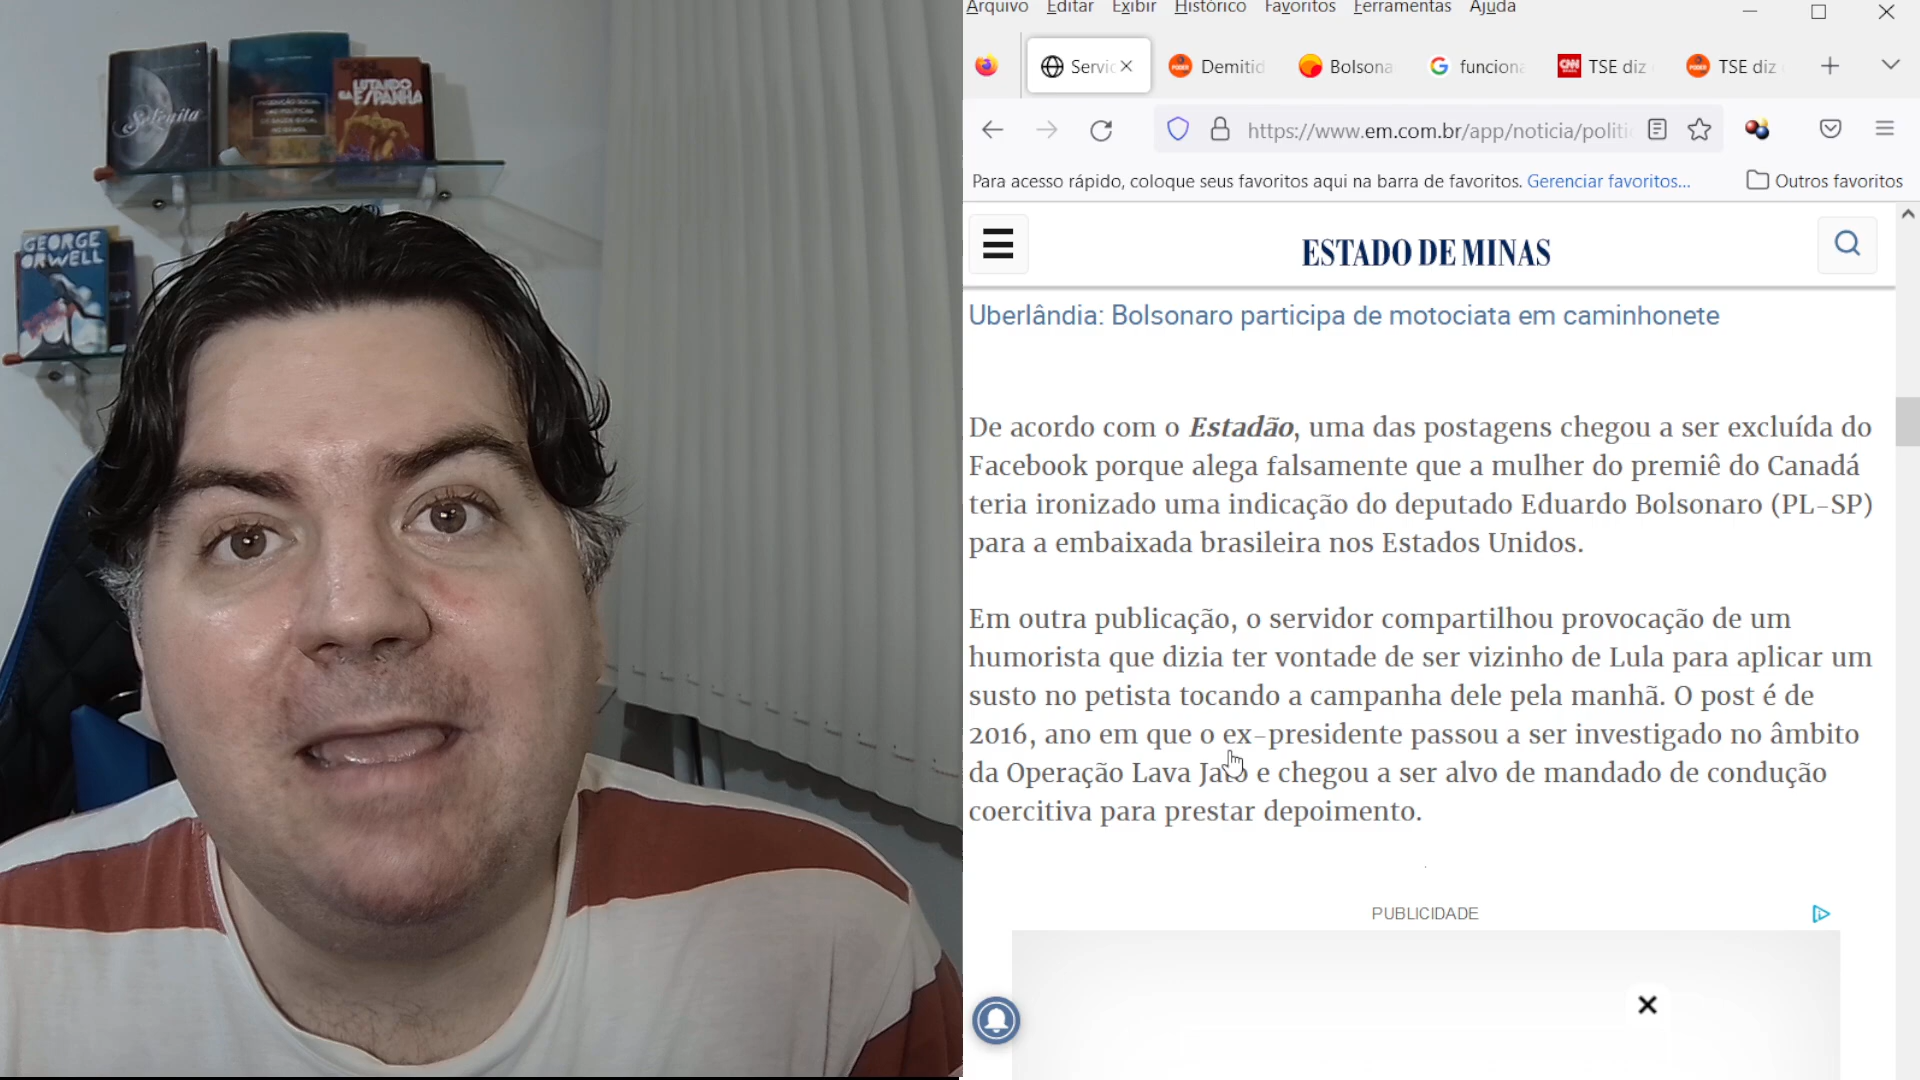 Arquivo Editar Exibir Histórico Favoritos Ferramentas Ajuda
Servic Demitid Bolsona funciona CNN TSE diz TSE diz
https://www.em.com.br/app/noticia/politi
Para acesso rápido, coloque seus favoritos aqui na barra de favoritos. Gerenciar favoritos... Outros favoritos
ESTADO DE MINAS
Uberlândia: Bolsonaro participa de motociata em caminhonete
De acordo com o Estadão, uma das postagens chegou a ser excluída do
Facebook porque alega falsamente que a mulher do premiê do Canadá
teria ironizado uma indicação do deputado Eduardo Bolsonaro (PL-SP)
para a embaixada brasileira nos Estados Unidos.
Em outra publicação, o servidor compartilhou provocação de um
humorista que dizia ter vontade de ser vizinho de Lula para aplicar um
susto no petista tocando a campanha dele pela manhã. O post é de
2016, ano em que o ex-presidente passou a ser investigado no âmbito
da Operação Lava Jato e chegou a ser alvo de mandado de condução
coercitiva para prestar depoimento.
PUBLICIDADE
Selenita
GEORGE
LUTANDO
NA ESPANHA
GEORGE
ORWELL